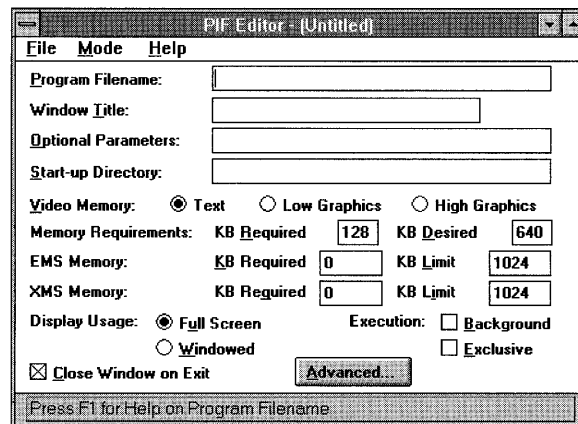 PIF Editor - (Untitled)
File Mode Help
Program Filename:
Window Title:
Optional Parameters:
Start-up Directory:
Video Memory: Text Low Graphics High Graphics
Memory Requirements: KB Required 128 KB Desired 640
EMS Memory: KB Required 0 KB Limit 1024
XMS Memory: KB Required 0 KB Limit 1024
Display Usage: Full Screen Execution: Background
Windowed Exclusive
Close Window on Exit Advanced...
Press F1 for Help on Program Filename